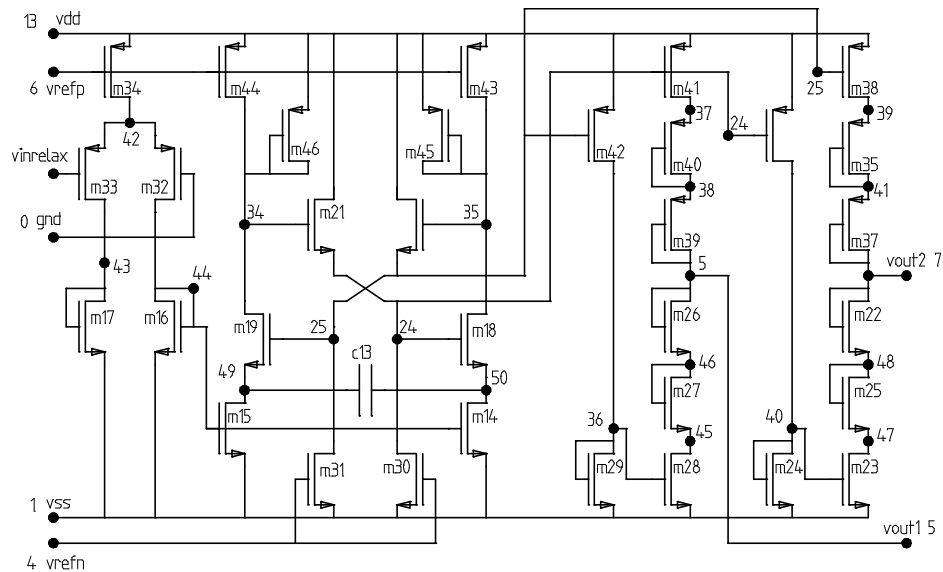 13 vdd
6 vrefp
m34
m44
m43
m41
25
m38
37
24
39
42
vinrelax
m33
m32
m46
m45
m42
m40
m35
38
41
0 gnd
34
m21
35
m39
m37
43
44
5
vout2 7
m17
m16
m19
25
24
m18
m26
m22
c13
49
50
46
48
m27
m25
m15
m14
36
45
40
47
m31
m30
m29
m28
m24
m23
1 vss
vout1 5
4 vrefn